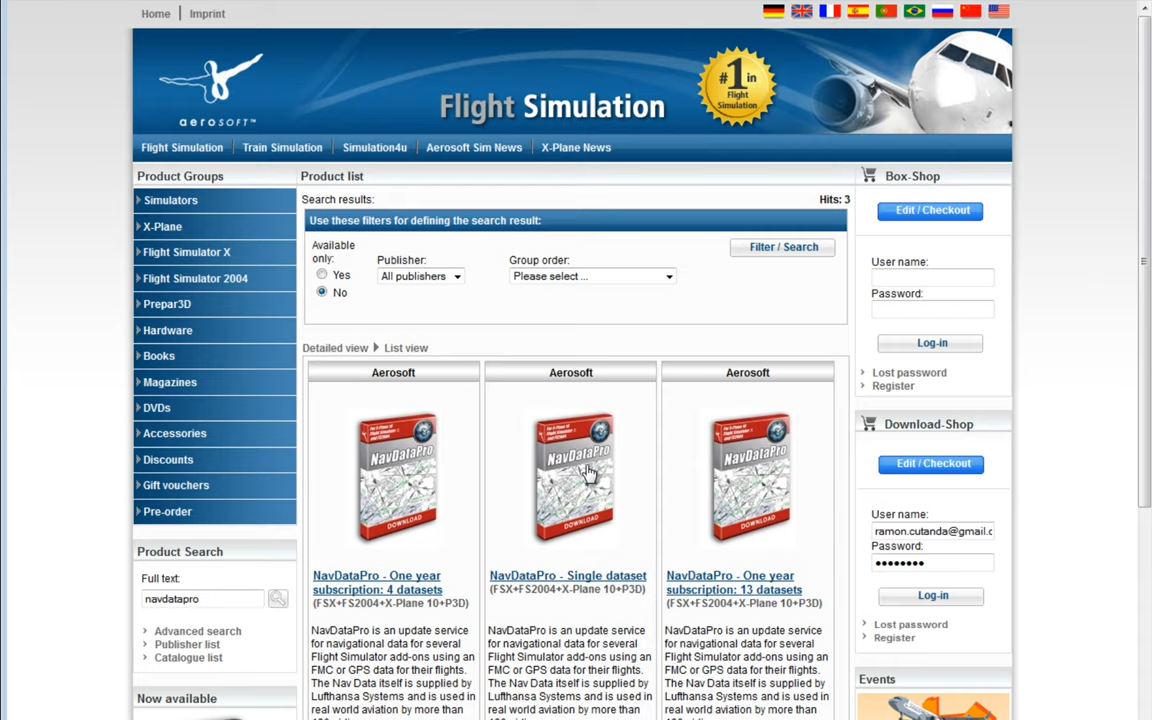 Home | Imprint
aerosoft™
Flight Simulation
#1 in
Flight
Simulation
Flight Simulation | Train Simulation | Simulation4u | Aerosoft Sim News | X-Plane News
Product Groups
Simulators
X-Plane
Flight Simulator X
Flight Simulator 2004
Prepar3D
Hardware
Books
Magazines
DVDs
Accessories
Discounts
Gift vouchers
Pre-order
Product Search
Full text:
navdatapro
Advanced search
Publisher list
Catalogue list
Now available
Product list
Search results:
Hits: 3
Use these filters for defining the search result:
Available
only:
Yes
No
Publisher:
All publishers
Group order:
Please select ...
Filter / Search
Detailed view
List view
Aerosoft
NavDataPro
DOWNLOAD
NavDataPro - One year
subscription: 4 datasets
(FSX+FS2004+X-Plane 10+P3D)
NavDataPro is an update service
for navigational data for several
Flight Simulator add-ons using an
FMC or GPS data for their flights.
The Nav Data itself is supplied by
Lufthansa Systems and is used in
real world aviation by more than
Aerosoft
NavDataPro
DOWNLOAD
NavDataPro - Single dataset
(FSX+FS2004+X-Plane 10+P3D)
NavDataPro is an update service
for navigational data for several
Flight Simulator add-ons using an
FMC or GPS data for their flights.
The Nav Data itself is supplied by
Lufthansa Systems and is used in
real world aviation by more than
Aerosoft
NavDataPro
DOWNLOAD
NavDataPro - One year
subscription: 13 datasets
(FSX+FS2004+X-Plane 10+P3D)
NavDataPro is an update service
for navigational data for several
Flight Simulator add-ons using an
FMC or GPS data for their flights.
The Nav Data itself is supplied by
Lufthansa Systems and is used in
real world aviation by more than
Box-Shop
Edit / Checkout
User name:
Password:
Log-in
Lost password
Register
Download-Shop
Edit / Checkout
User name:
ramon.cutanda@gmail.c
Password:
●●●●●●●●
Log-in
Lost password
Register
Events